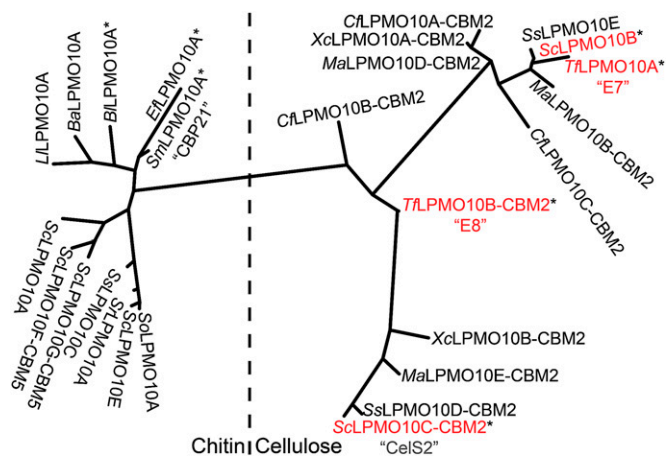 LlLPMO10A
BaLPMO10A
BlLPMO10A*
EfLPMO10A*
SmLPMO10A*
“CBP21”
ScLPMO10A
ScLPMO10F-CBM5
ScLPMO10G-CBM5
SsLPMO10C
SrLPMO10A
ScLPMO10E
SoLPMO10A
Chitin
Cellulose
CfLPMO10B-CBM2
CfLPMO10A-CBM2
XcLPMO10A-CBM2
MaLPMO10D-CBM2
SsLPMO10E
ScLPMO10B*
TfLPMO10A*
“E7”
MaLPMO10B-CBM2
CfLPMO10C-CBM2
TfLPMO10B-CBM2*
“E8”
XcLPMO10B-CBM2
MaLPMO10E-CBM2
SsLPMO10D-CBM2
ScLPMO10C-CBM2*
“CelS2”